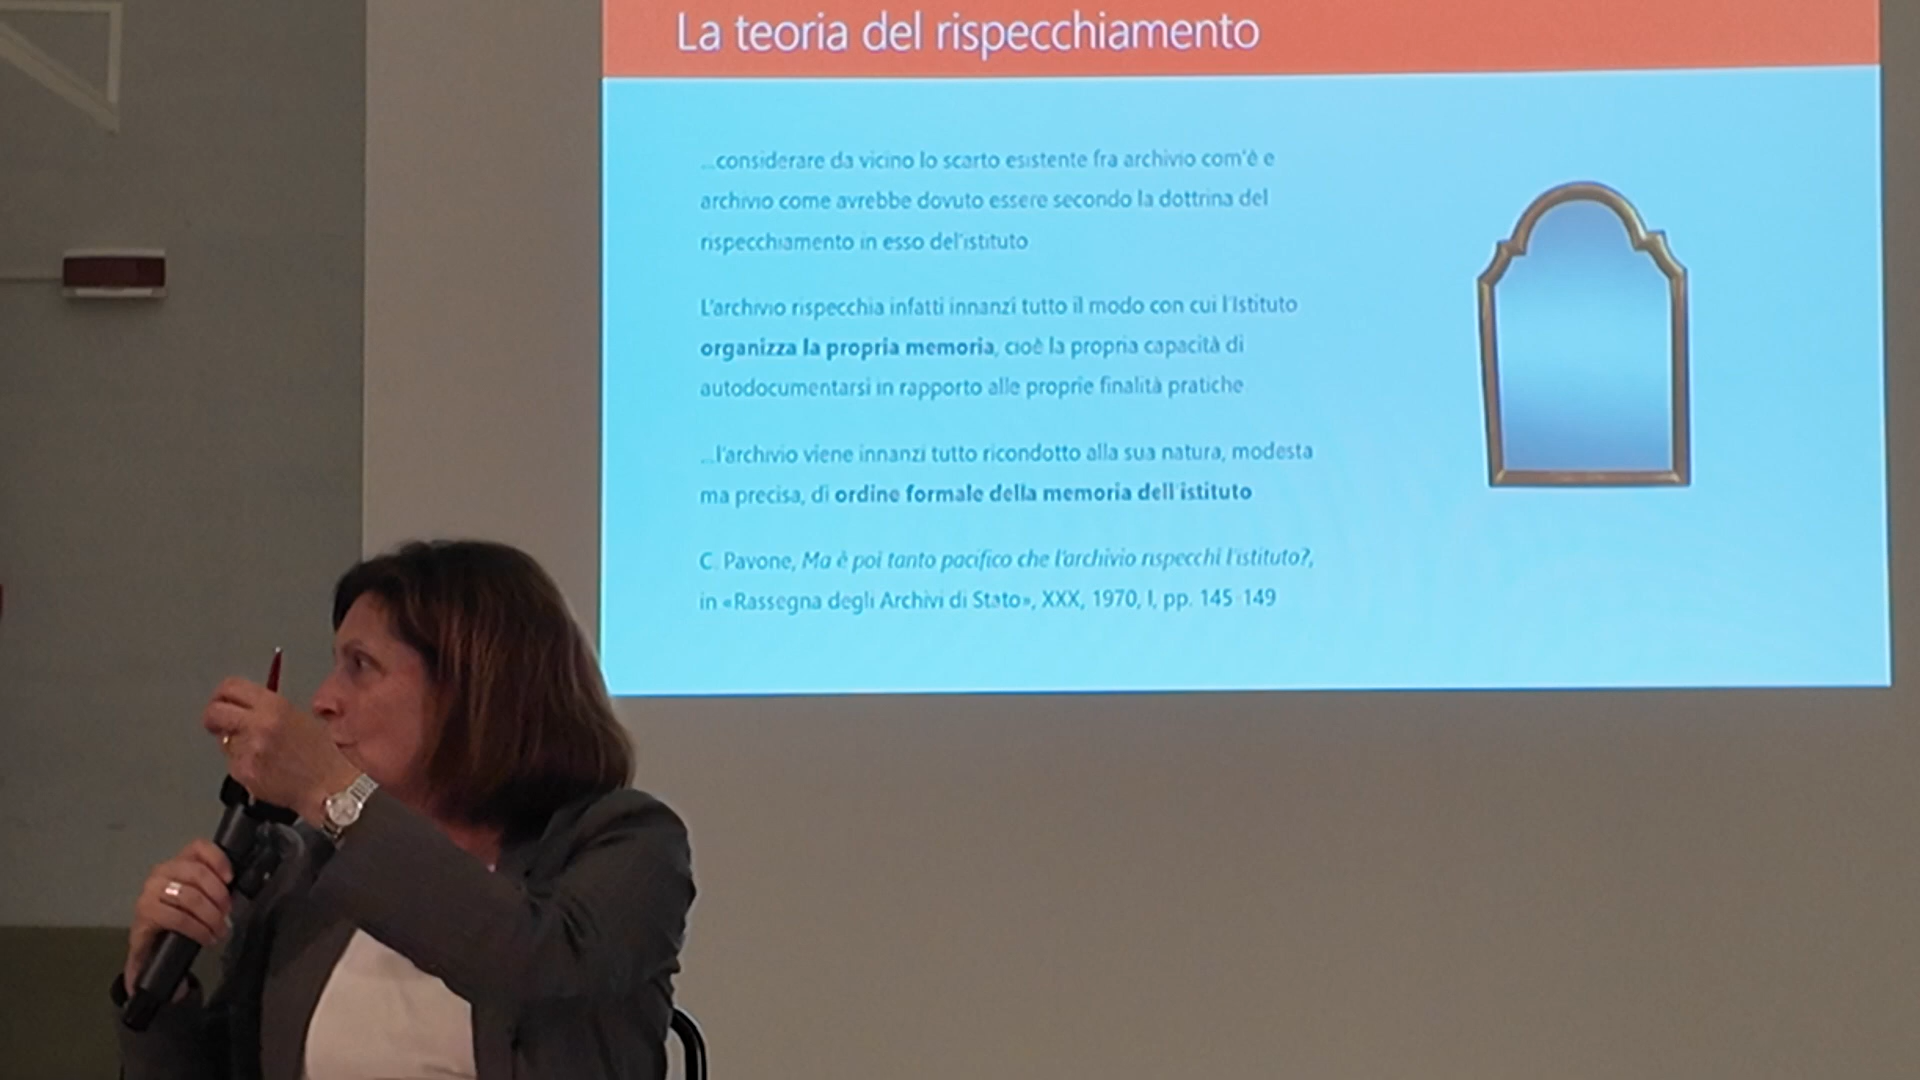 La teoria del rispecchiamento
...considerare da vicino lo scarto esistente fra archivio com'è e
archivio come avrebbe dovuto essere secondo la dottrina del
rispecchiamento in esso del'istituto
L'archivio rispecchia infatti innanzi tutto il modo con cui l'Istituto
organizza la propria memoria, cioè la propria capacità di
autodocumentarsi in rapporto alle proprie finalità pratiche
...l'archivio viene innanzi tutto ricondotto alla sua natura, modesta
ma precisa, di ordine formale della memoria dell'istituto
C. Pavone, Ma è poi tanto pacifico che l'archivio rispecchi l'istituto?,
in «Rassegna degli Archivi di Stato», XXX, 1970, I, pp. 145-149